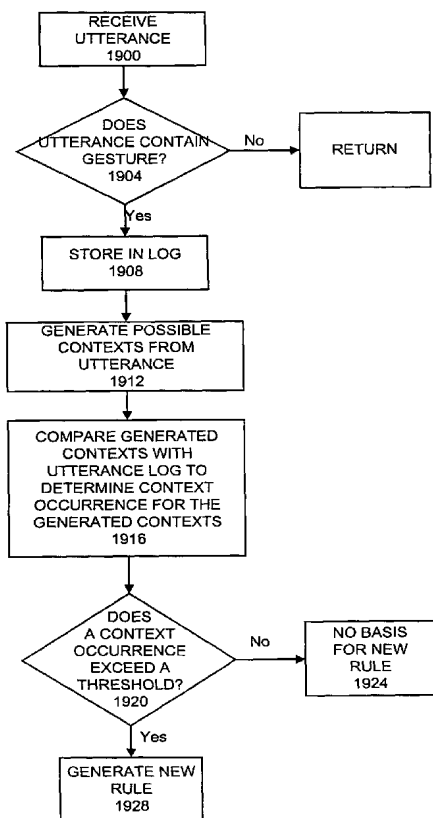 RECEIVE
UTTERANCE
1900
DOES
UTTERANCE CONTAIN
GESTURE?
1904
No
RETURN
Yes
STORE IN LOG
1908
GENERATE POSSIBLE
CONTEXTS FROM
UTTERANCE
1912
COMPARE GENERATED
CONTEXTS WITH
UTTERANCE LOG TO
DETERMINE CONTEXT
OCCURRENCE FOR THE
GENERATED CONTEXTS
1916
DOES
A CONTEXT
OCCURRENCE
EXCEED A
THRESHOLD?
1920
No
NO BASIS
FOR NEW
RULE
1924
Yes
GENERATE NEW
RULE
1928